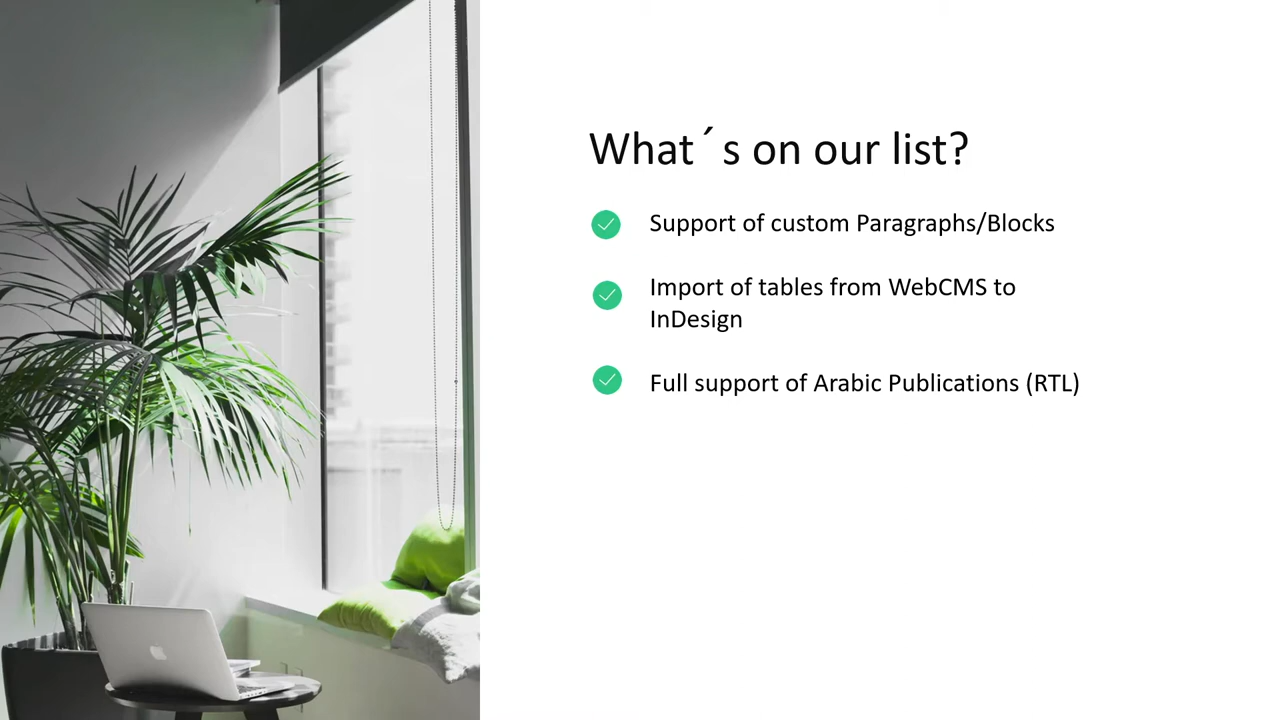 What´s on our list?
Support of custom Paragraphs/Blocks
Import of tables from WebCMS to
InDesign
Full support of Arabic Publications (RTL)